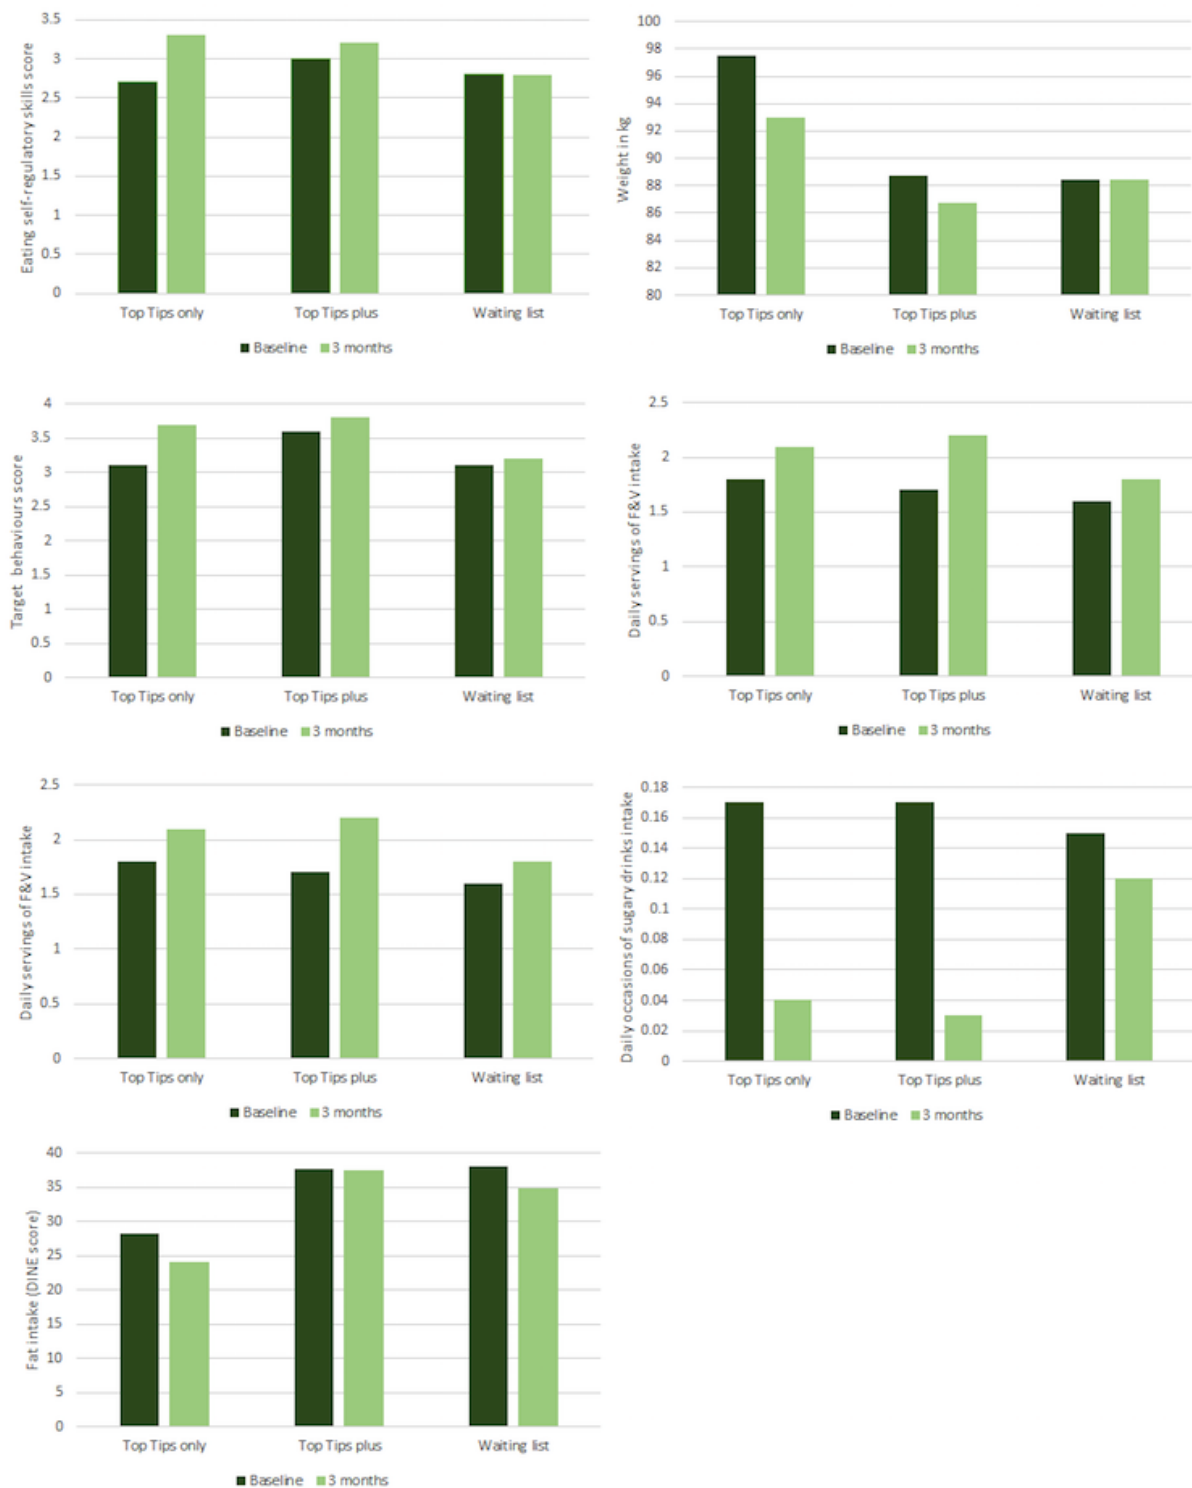 Eating self-regulatory skills score
3.5
3
2.5
2
1.5
1
0.5
0
Top Tips only Top Tips plus Waiting list
Baseline 3 months
Weight in kg
100
98
96
94
92
90
88
86
84
82
80
Top Tips only Top Tips plus Waiting list
Baseline 3 months
Target behaviours score
4
3.5
3
2.5
2
1.5
1
0.5
0
Top Tips only Top Tips plus Waiting list
Baseline 3 months
Daily servings of F&V intake
2.5
2
1.5
1
0.5
0
Top Tips only Top Tips plus Waiting list
Baseline 3 months
Daily servings of F&V intake
2.5
2
1.5
1
0.5
0
Top Tips only Top Tips plus Waiting list
Baseline 3 months
Daily occasions of sugary drinks intake
0.18
0.16
0.14
0.12
0.1
0.08
0.06
0.04
0.02
0
Top Tips only Top Tips plus Waiting list
Baseline 3 months
Fat intake (DINE score)
40
35
30
25
20
15
10
5
0
Top Tips only Top Tips plus Waiting list
Baseline 3 months